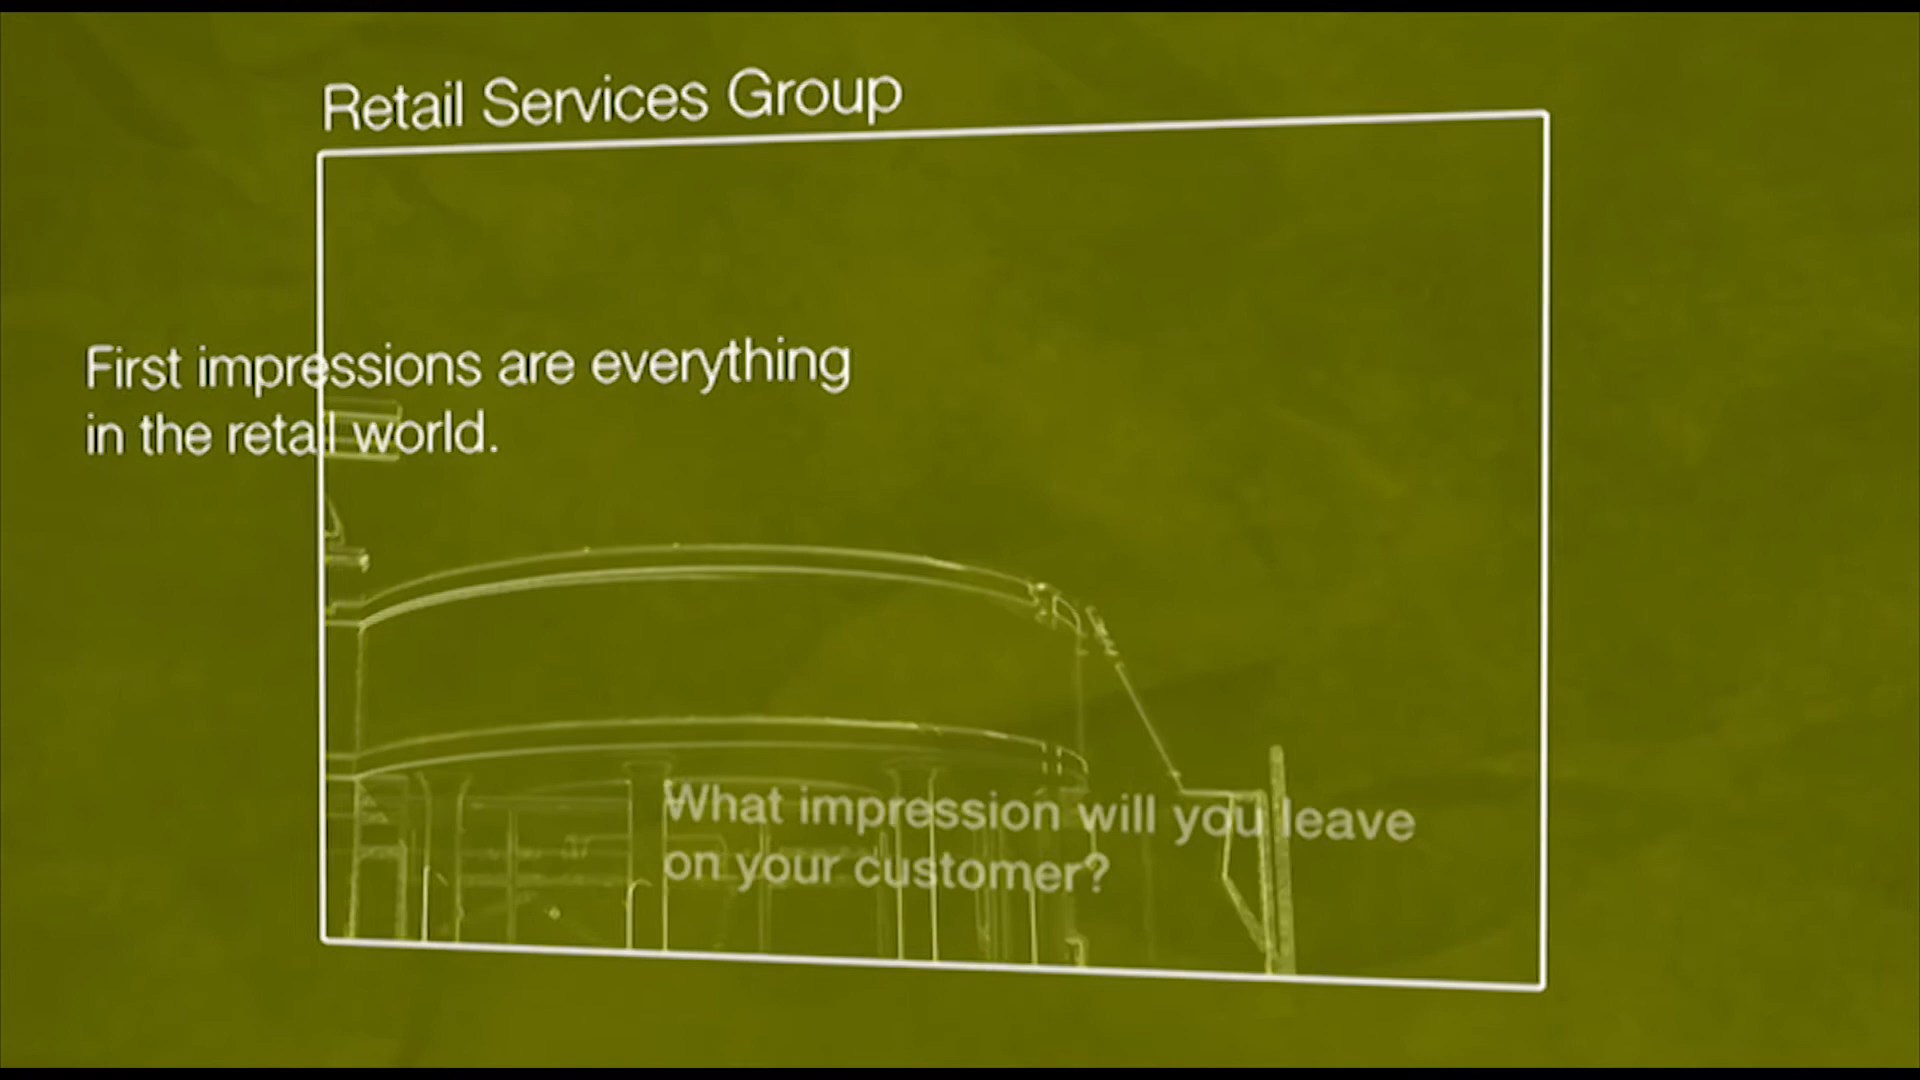 Retail Services Group
First impressions are everything
in the retail world.
What impression will you leave
on your customer?